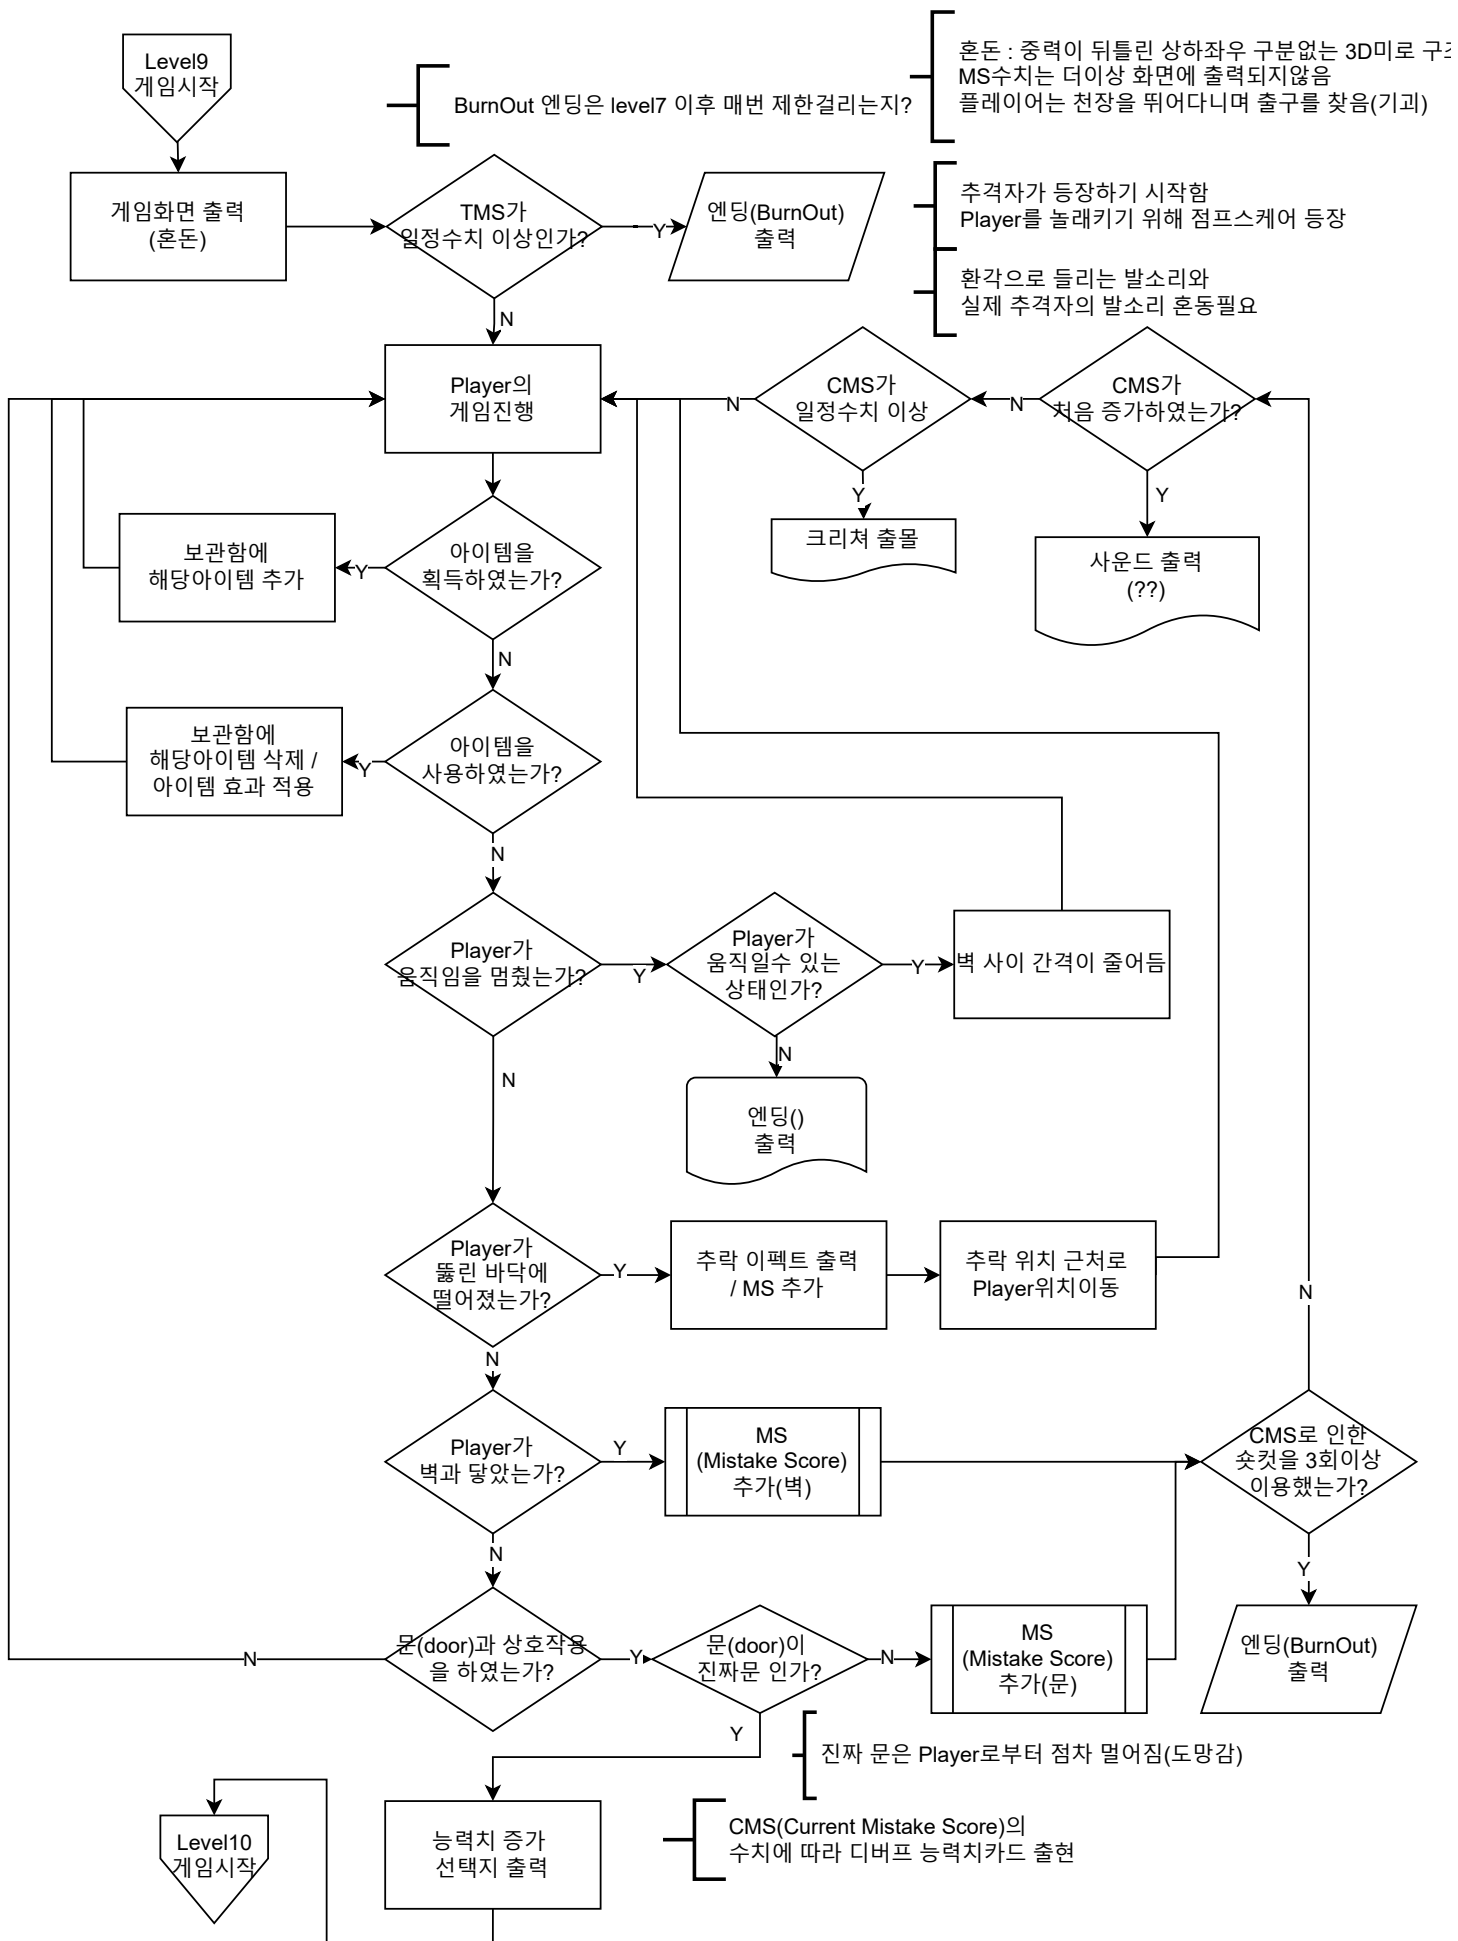 Level9
게임시작
BurnOut 엔딩은 level7 이후 매번 제한걸리는지?
혼돈 : 중력이 뒤틀린 상하좌우 구분없는 3D미로
MS수치는 더이상 화면에 출력되지않음
플레이어는 천장을 뛰어다니며 출구를 찾음(기괴)
게임화면 출력
(혼돈)
TMS가
일정수치 이상인가?
Y
엔딩(BurnOut)
출력
추격자가 등장하기 시작함
Player를 놀래키기 위해 점프스케어 등장
환각으로 들리는 발소리와
실제 추격자의 발소리 혼동필요
N
Player의
게임진행
N
CMS가
일정수치 이상
N
CMS가
처음 증가하였는가?
Y
크리쳐 출몰
Y
사운드 출력
(??)
보관함에
해당아이템 추가
Y
아이템을
획득하였는가?
N
보관함에
해당아이템 삭제 /
아이템 효과 적용
Y
아이템을
사용하였는가?
N
Player가
움직임을 멈췄는가?
Y
Player가
움직일수 있는
상태인가?
Y
벽 사이 간격이 줄어듬
N
엔딩()
출력
N
Player가
뚫린 바닥에
떨어졌는가?
Y
추락 이펙트 출력
/ MS 추가
추락 위치 근처로
Player위치이동
N
N
Player가
벽과 닿았는가?
Y
MS
(Mistake Score)
추가(벽)
CMS로 인한
숏컷을 3회이상
이용했는가?
N
Y
N
문(door)과 상호작용
을 하였는가?
Y
문(door)이
진짜문 인가?
N
MS
(Mistake Score)
추가(문)
엔딩(BurnOut)
출력
Y
진짜 문은 Player로부터 점차 멀어짐(도망감)
Level10
게임시작
능력치 증가
선택지 출력
CMS(Current Mistake Score)의
수치에 따라 디버프 능력치카드 출현